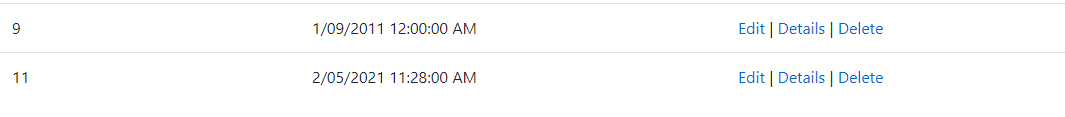 9 1/09/2011 12:00:00 AM Edit | Details | Delete
11 2/05/2021 11:28:00 AM Edit | Details | Delete